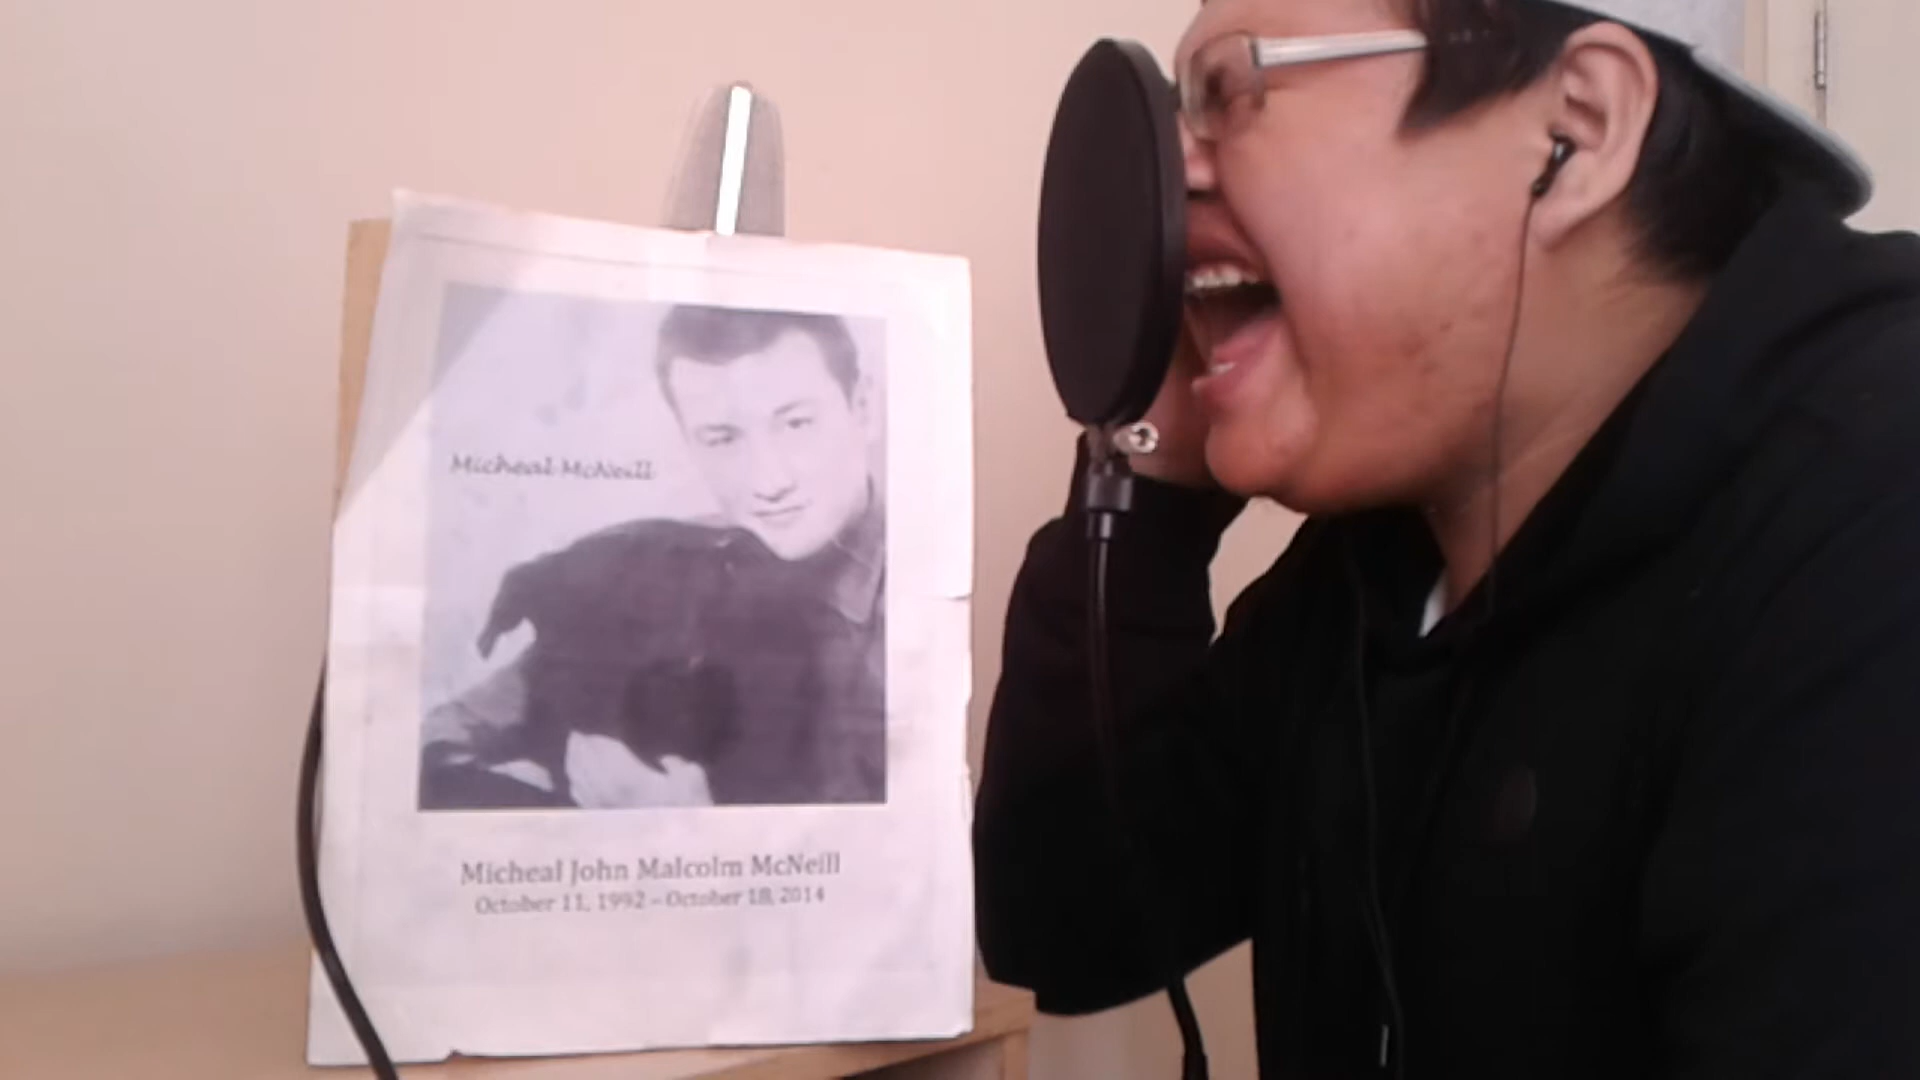 Micheal McNeill
Micheal John Malcolm McNeill
October 11, 1992 – October 18, 2014